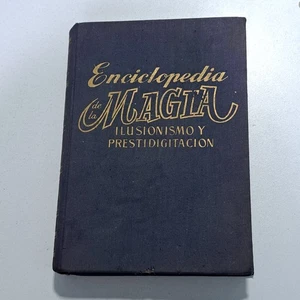 Enciclopedia
de la MAGIA
ILUSIONISMO Y
PRESTIDIGITACION